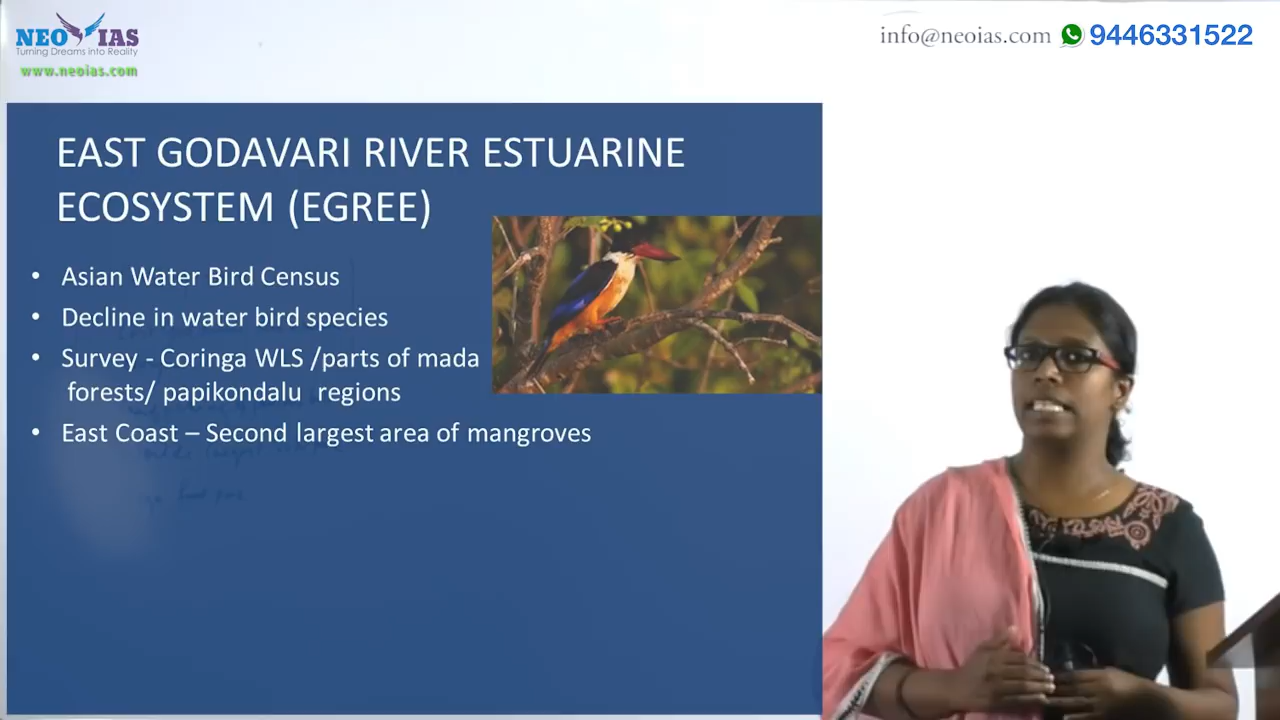 NEO IAS
Turning Dreams into Reality
www.neoias.com
info@neoias.com 9446331522
EAST GODAVARI RIVER ESTUARINE
ECOSYSTEM (EGREE)
• Asian Water Bird Census
• Decline in water bird species
• Survey - Coringa WLS /parts of mada
forests/ papikondalu regions
• East Coast – Second largest area of mangroves